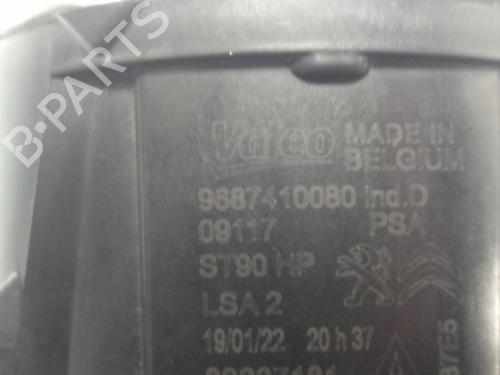 B-PARTS
Valeo
MADE IN
BELGIUM
9687410080 ind.D
09117 PSA
ST90 HP
LSA 2
19/01/22 20 h 37